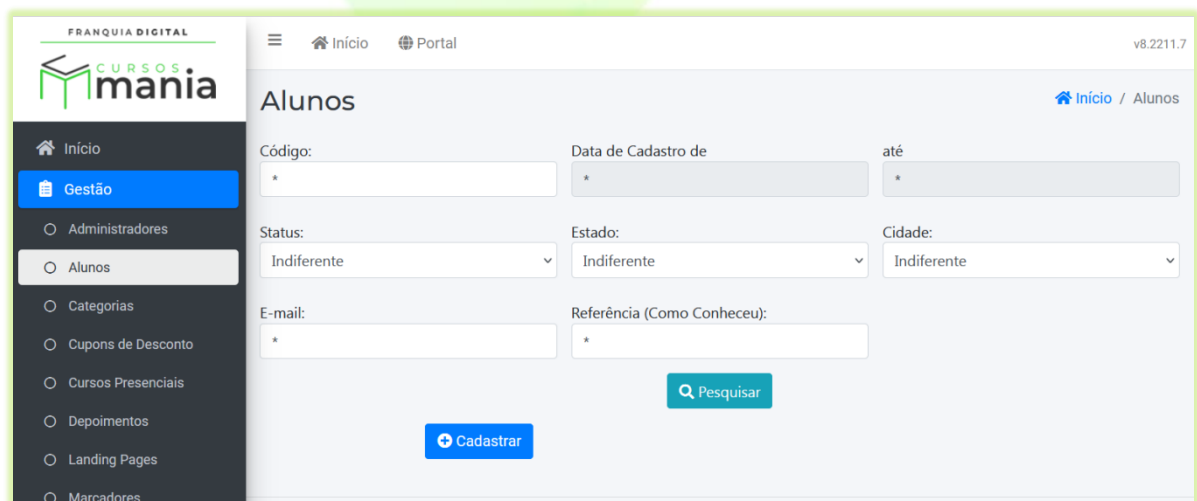 FRANQUIA DIGITAL
CURSOS
mania
Início
Gestão
Administradores
Alunos
Categorias
Cupons de Desconto
Cursos Presenciais
Depoimentos
Landing Pages
Marcadores
Início Portal v8.2211.7
Alunos Início / Alunos
Código: Data de Cadastro de até
* * *
Status: Estado: Cidade:
Indiferente Indiferente Indiferente
E-mail: Referência (Como Conheceu):
* *
Pesquisar
Cadastrar